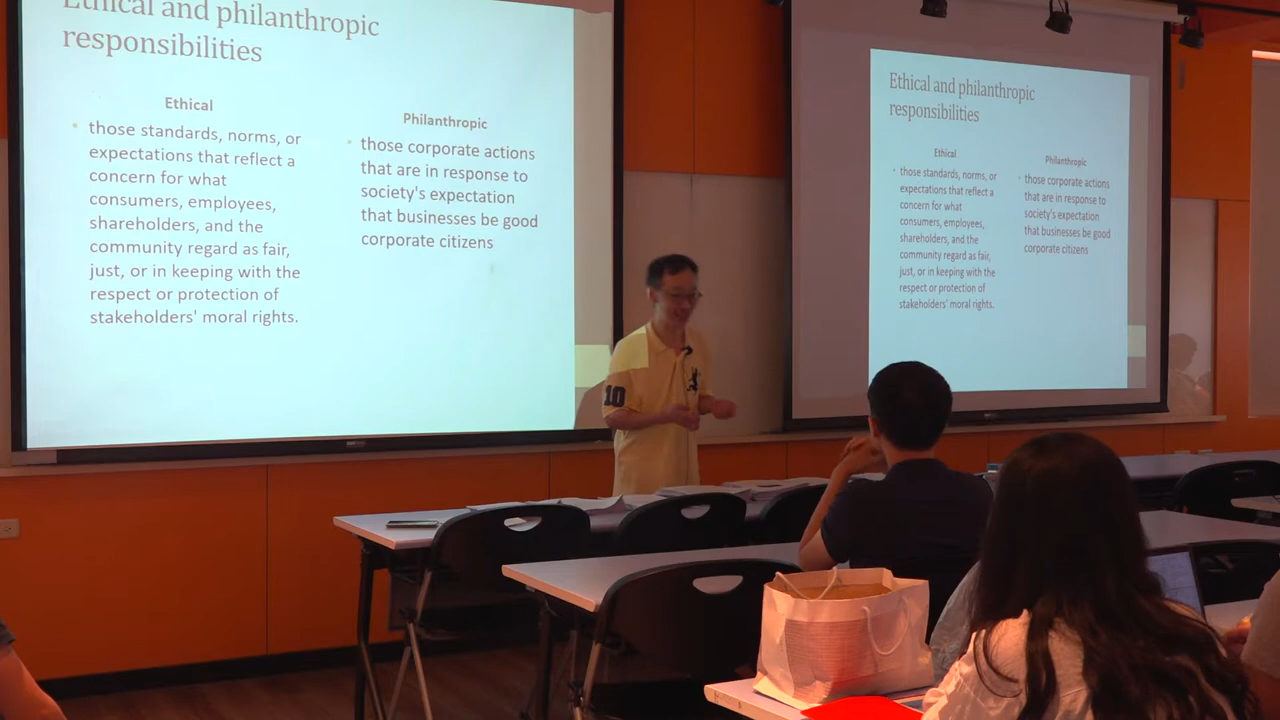 Ethical and philanthropic
responsibilities
Ethical
• those standards, norms, or
expectations that reflect a
concern for what
consumers, employees,
shareholders, and the
community regard as fair,
just, or in keeping with the
respect or protection of
stakeholders' moral rights.
Philanthropic
• those corporate actions
that are in response to
society's expectation
that businesses be good
corporate citizens
10
Ethical and philanthropic
responsibilities
Ethical
• those standards, norms, or
expectations that reflect a
concern for what
consumers, employees,
shareholders, and the
community regard as fair,
just, or in keeping with the
respect or protection of
stakeholders' moral rights.
Philanthropic
• those corporate actions
that are in response to
society's expectation
that businesses be good
corporate citizens